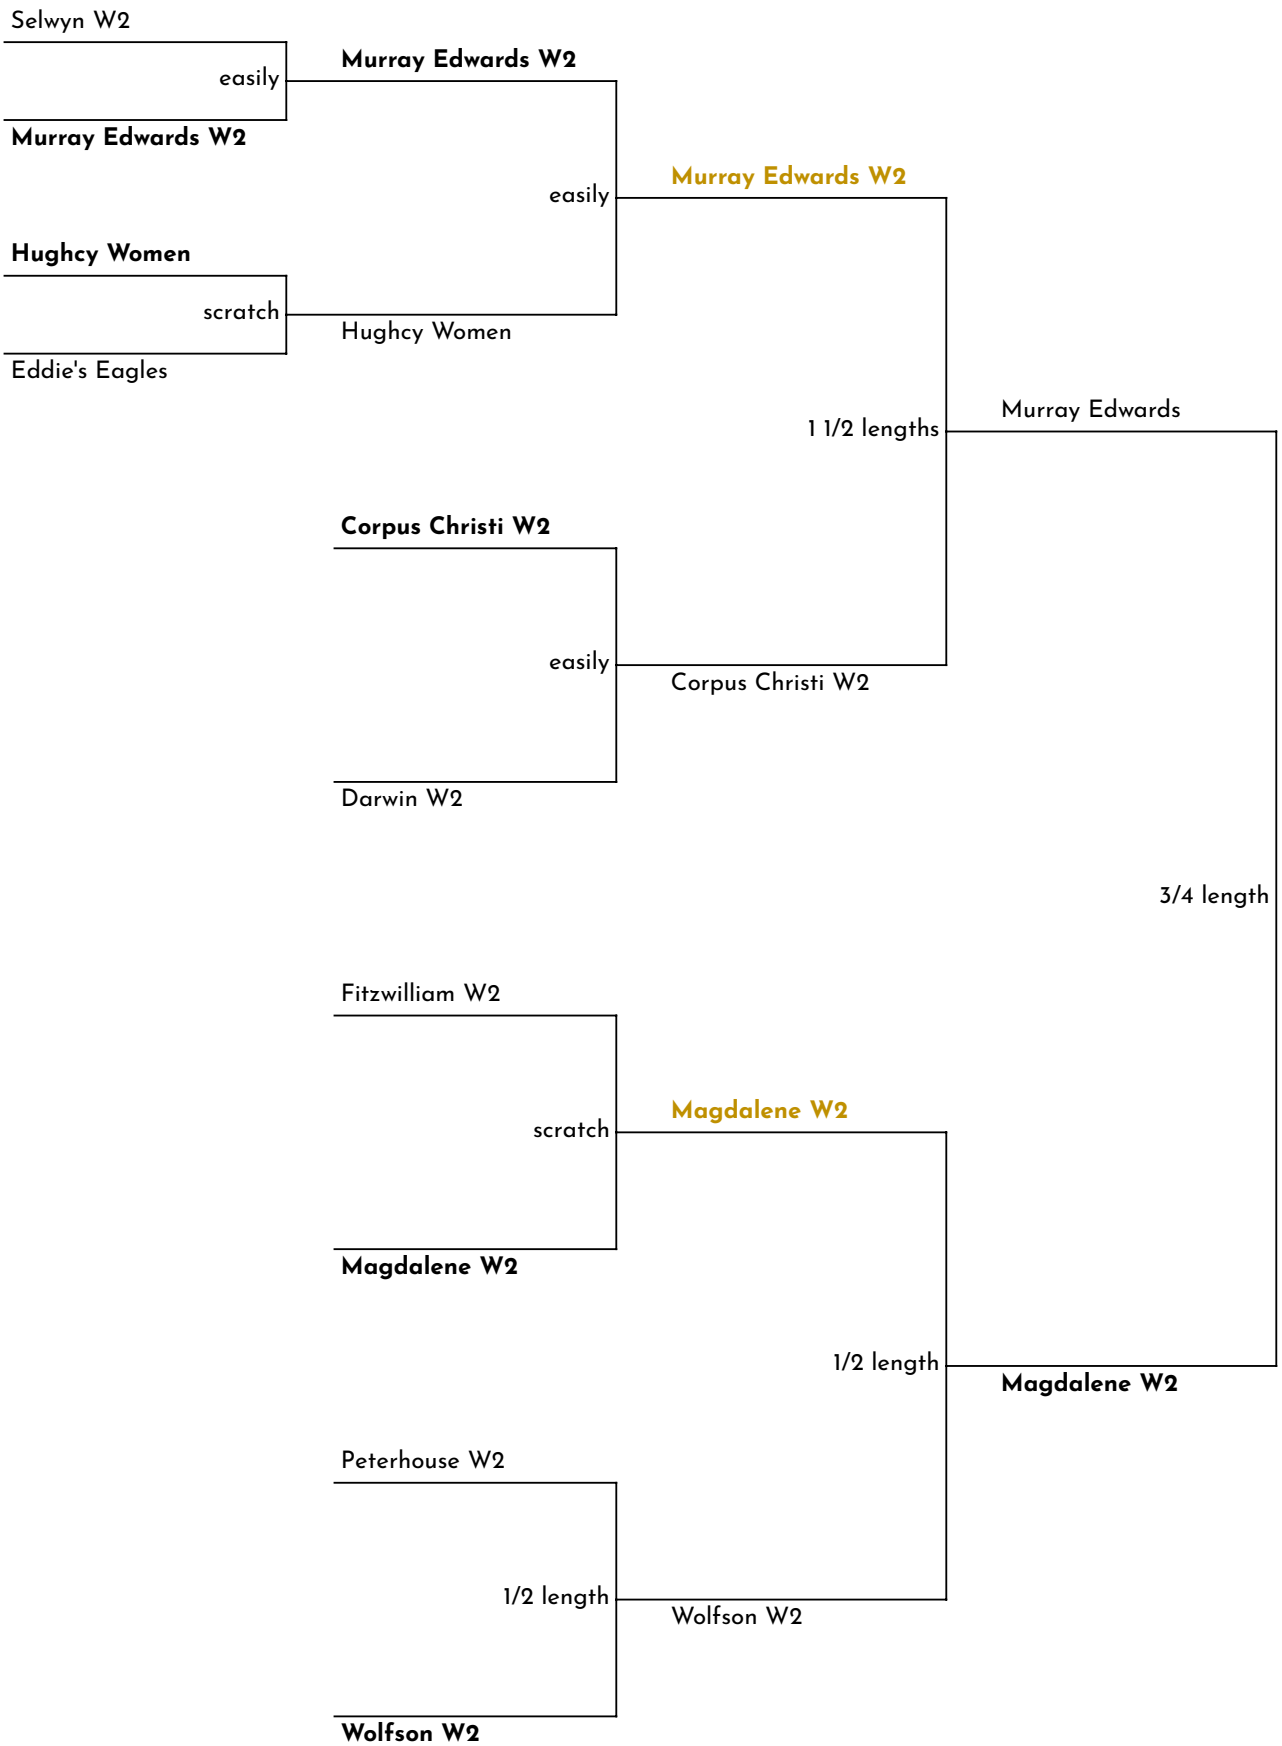 Selwyn W2
easily
Murray Edwards W2
Hughcy Women
scratch
Eddie's Eagles
Murray Edwards W2
easily
Hughcy Women
Corpus Christi W2
easily
Darwin W2
Fitzwilliam W2
scratch
Magdalene W2
Peterhouse W2
1/2 length
Wolfson W2
Murray Edwards W2
1 1/2 lengths
Corpus Christi W2
Magdalene W2
1/2 length
Wolfson W2
Murray Edwards
3/4 length
Magdalene W2